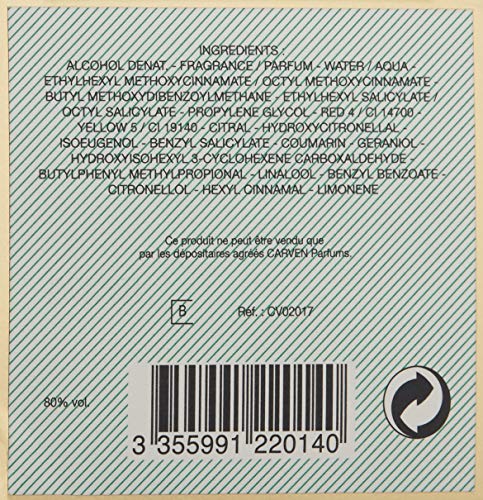 INGREDIENTS :
ALCOHOL DENAT. - FRAGRANCE / PARFUM - WATER / AQUA -
ETHYLHEXYL METHOXYCINNAMATE / OCTYL METHOXYCINNAMATE -
BUTYL METHOXYDIBENZOYLMETHANE - ETHYLHEXYL SALICYLATE /
OCTYL SALICYLATE - PROPYLENE GLYCOL - RED 4 / CI 14700 -
YELLOW 5 / CI 19140 - CITRAL - HYDROXYCITRONELLAL -
ISOEUGENOL - BENZYL SALICYLATE - COUMARIN - GERANIOL -
HYDROXYISOHEXYL 3-CYCLOHEXENE CARBOXALDEHYDE -
BUTYLPHENYL METHYLPROPIONAL - LINALOOL - BENZYL BENZOATE -
CITRONELLOL - HEXYL CINNAMAL - LIMONENE
Ce produit ne peut être vendu que
par les dépositaires agréés CARVEN Parfums.
B Réf. : CV02017
80% vol.
3 355991 220140